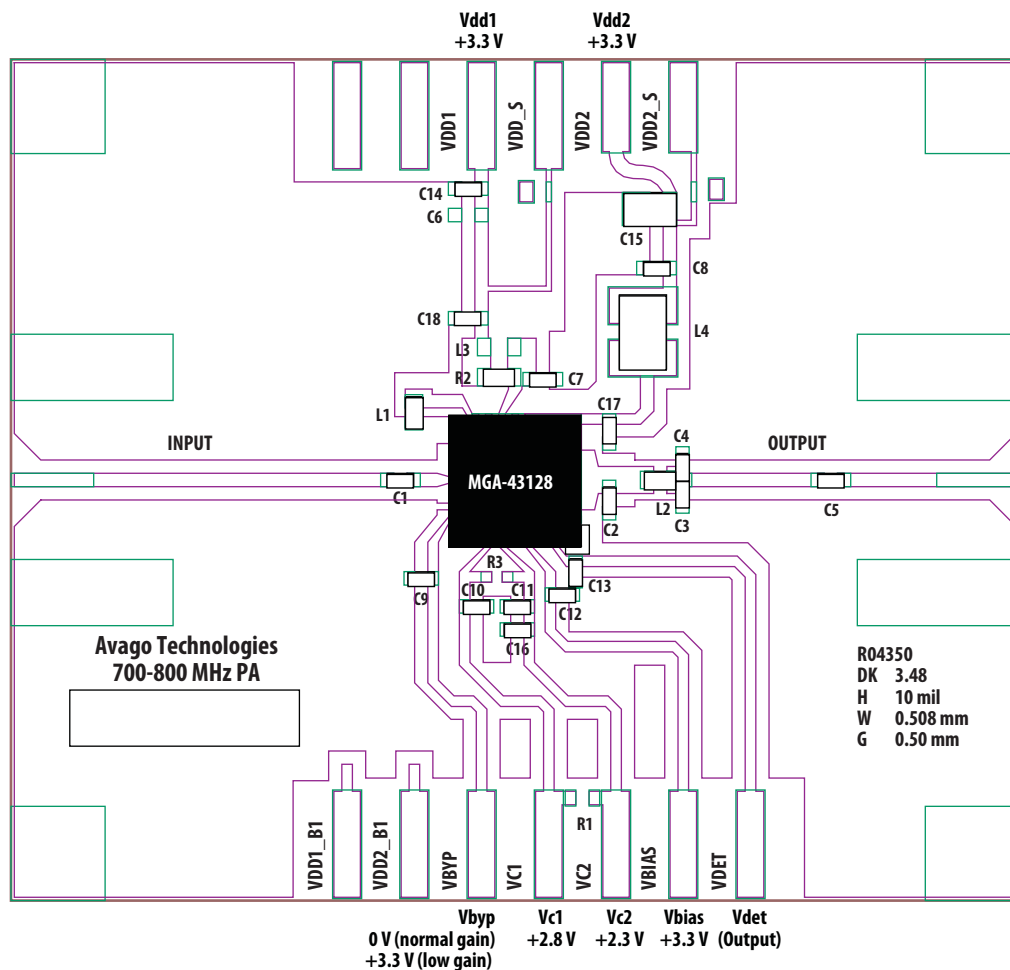 Vdd1
+3.3 V
Vdd2
+3.3 V
VDD1
VDD_S
VDD2
VDD2_S
C14
C6
C15
C8
C18
L3
L4
R2
C7
L1
C17
C4
INPUT
OUTPUT
MGA-43128
C1
L2
C5
C2
C3
R3
C9
C10
C11
C13
C12
C16
Avago Technologies
700-800 MHz PA
RO4350
DK 3.48
H 10 mil
W 0.508 mm
G 0.50 mm
VDD1_B1
VDD2_B1
VBYP
VC1
R1
VC2
VBIAS
VDET
Vbyp
0 V (normal gain)
+3.3 V (low gain)
Vc1
+2.8 V
Vc2
+2.3 V
Vbias
+3.3 V
Vdet
(Output)